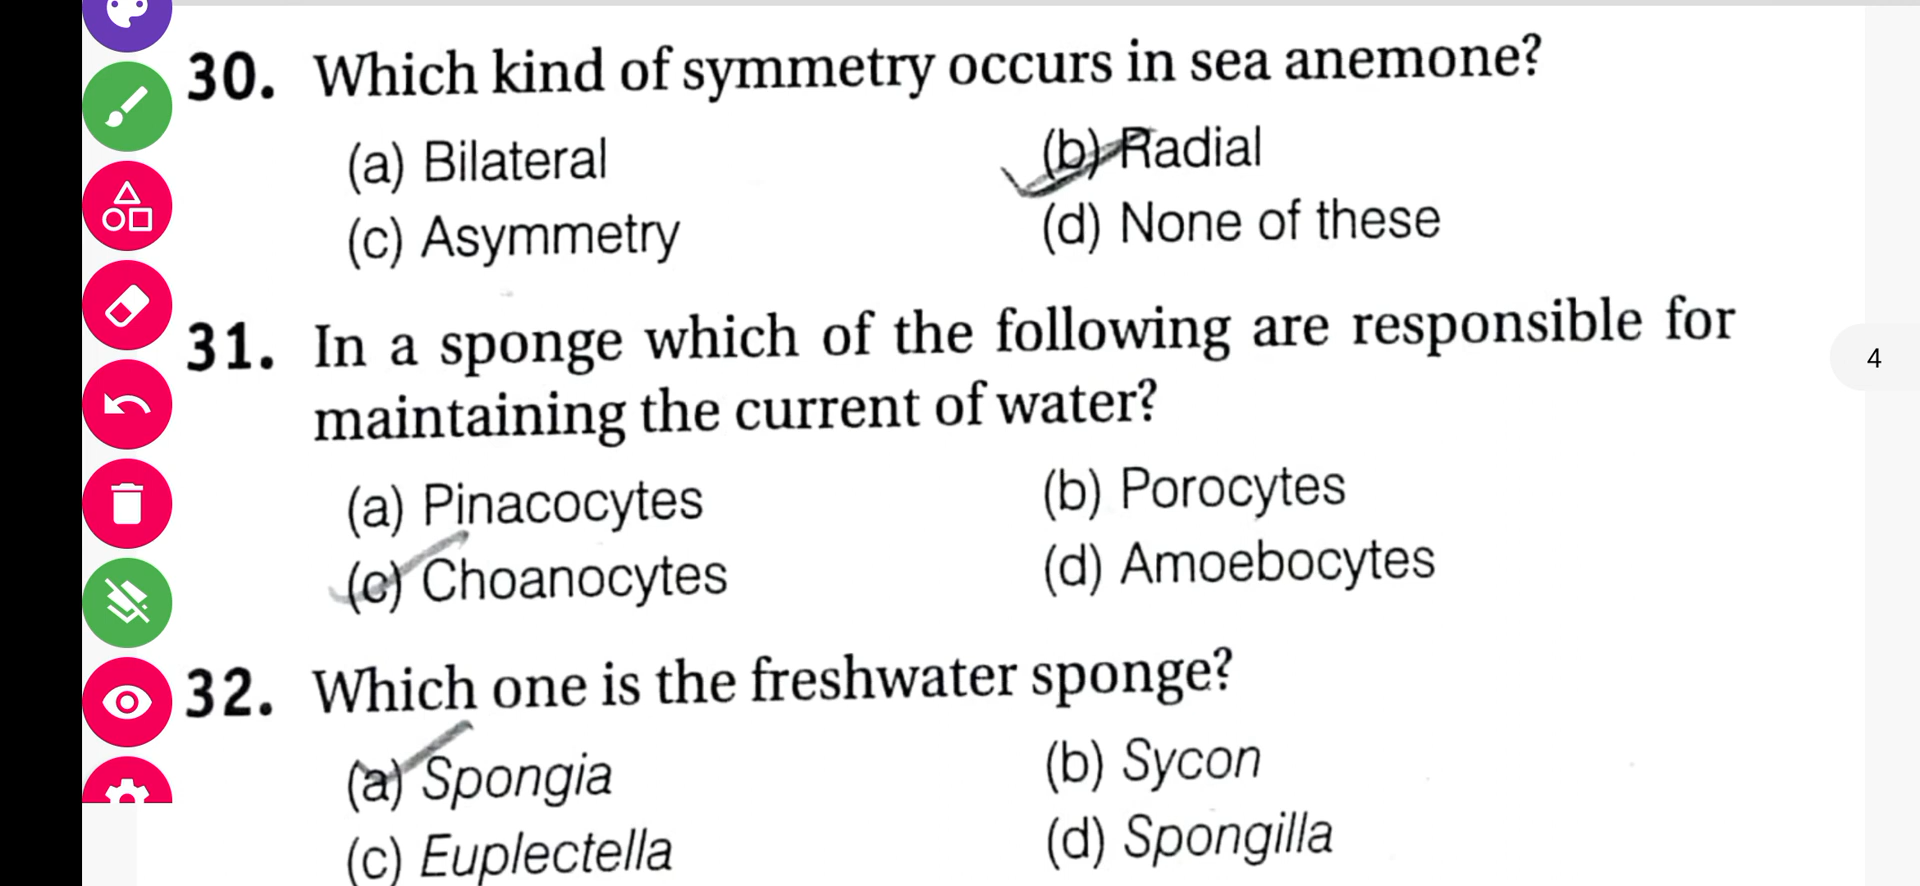 30. Which kind of symmetry occurs in sea anemone?
(a) Bilateral (b) Radial
(c) Asymmetry (d) None of these
31. In a sponge which of the following are responsible for
maintaining the current of water?
(a) Pinacocytes (b) Porocytes
(c) Choanocytes (d) Amoebocytes
32. Which one is the freshwater sponge?
(a) Spongia (b) Sycon
(c) Euplectella (d) Spongilla
4